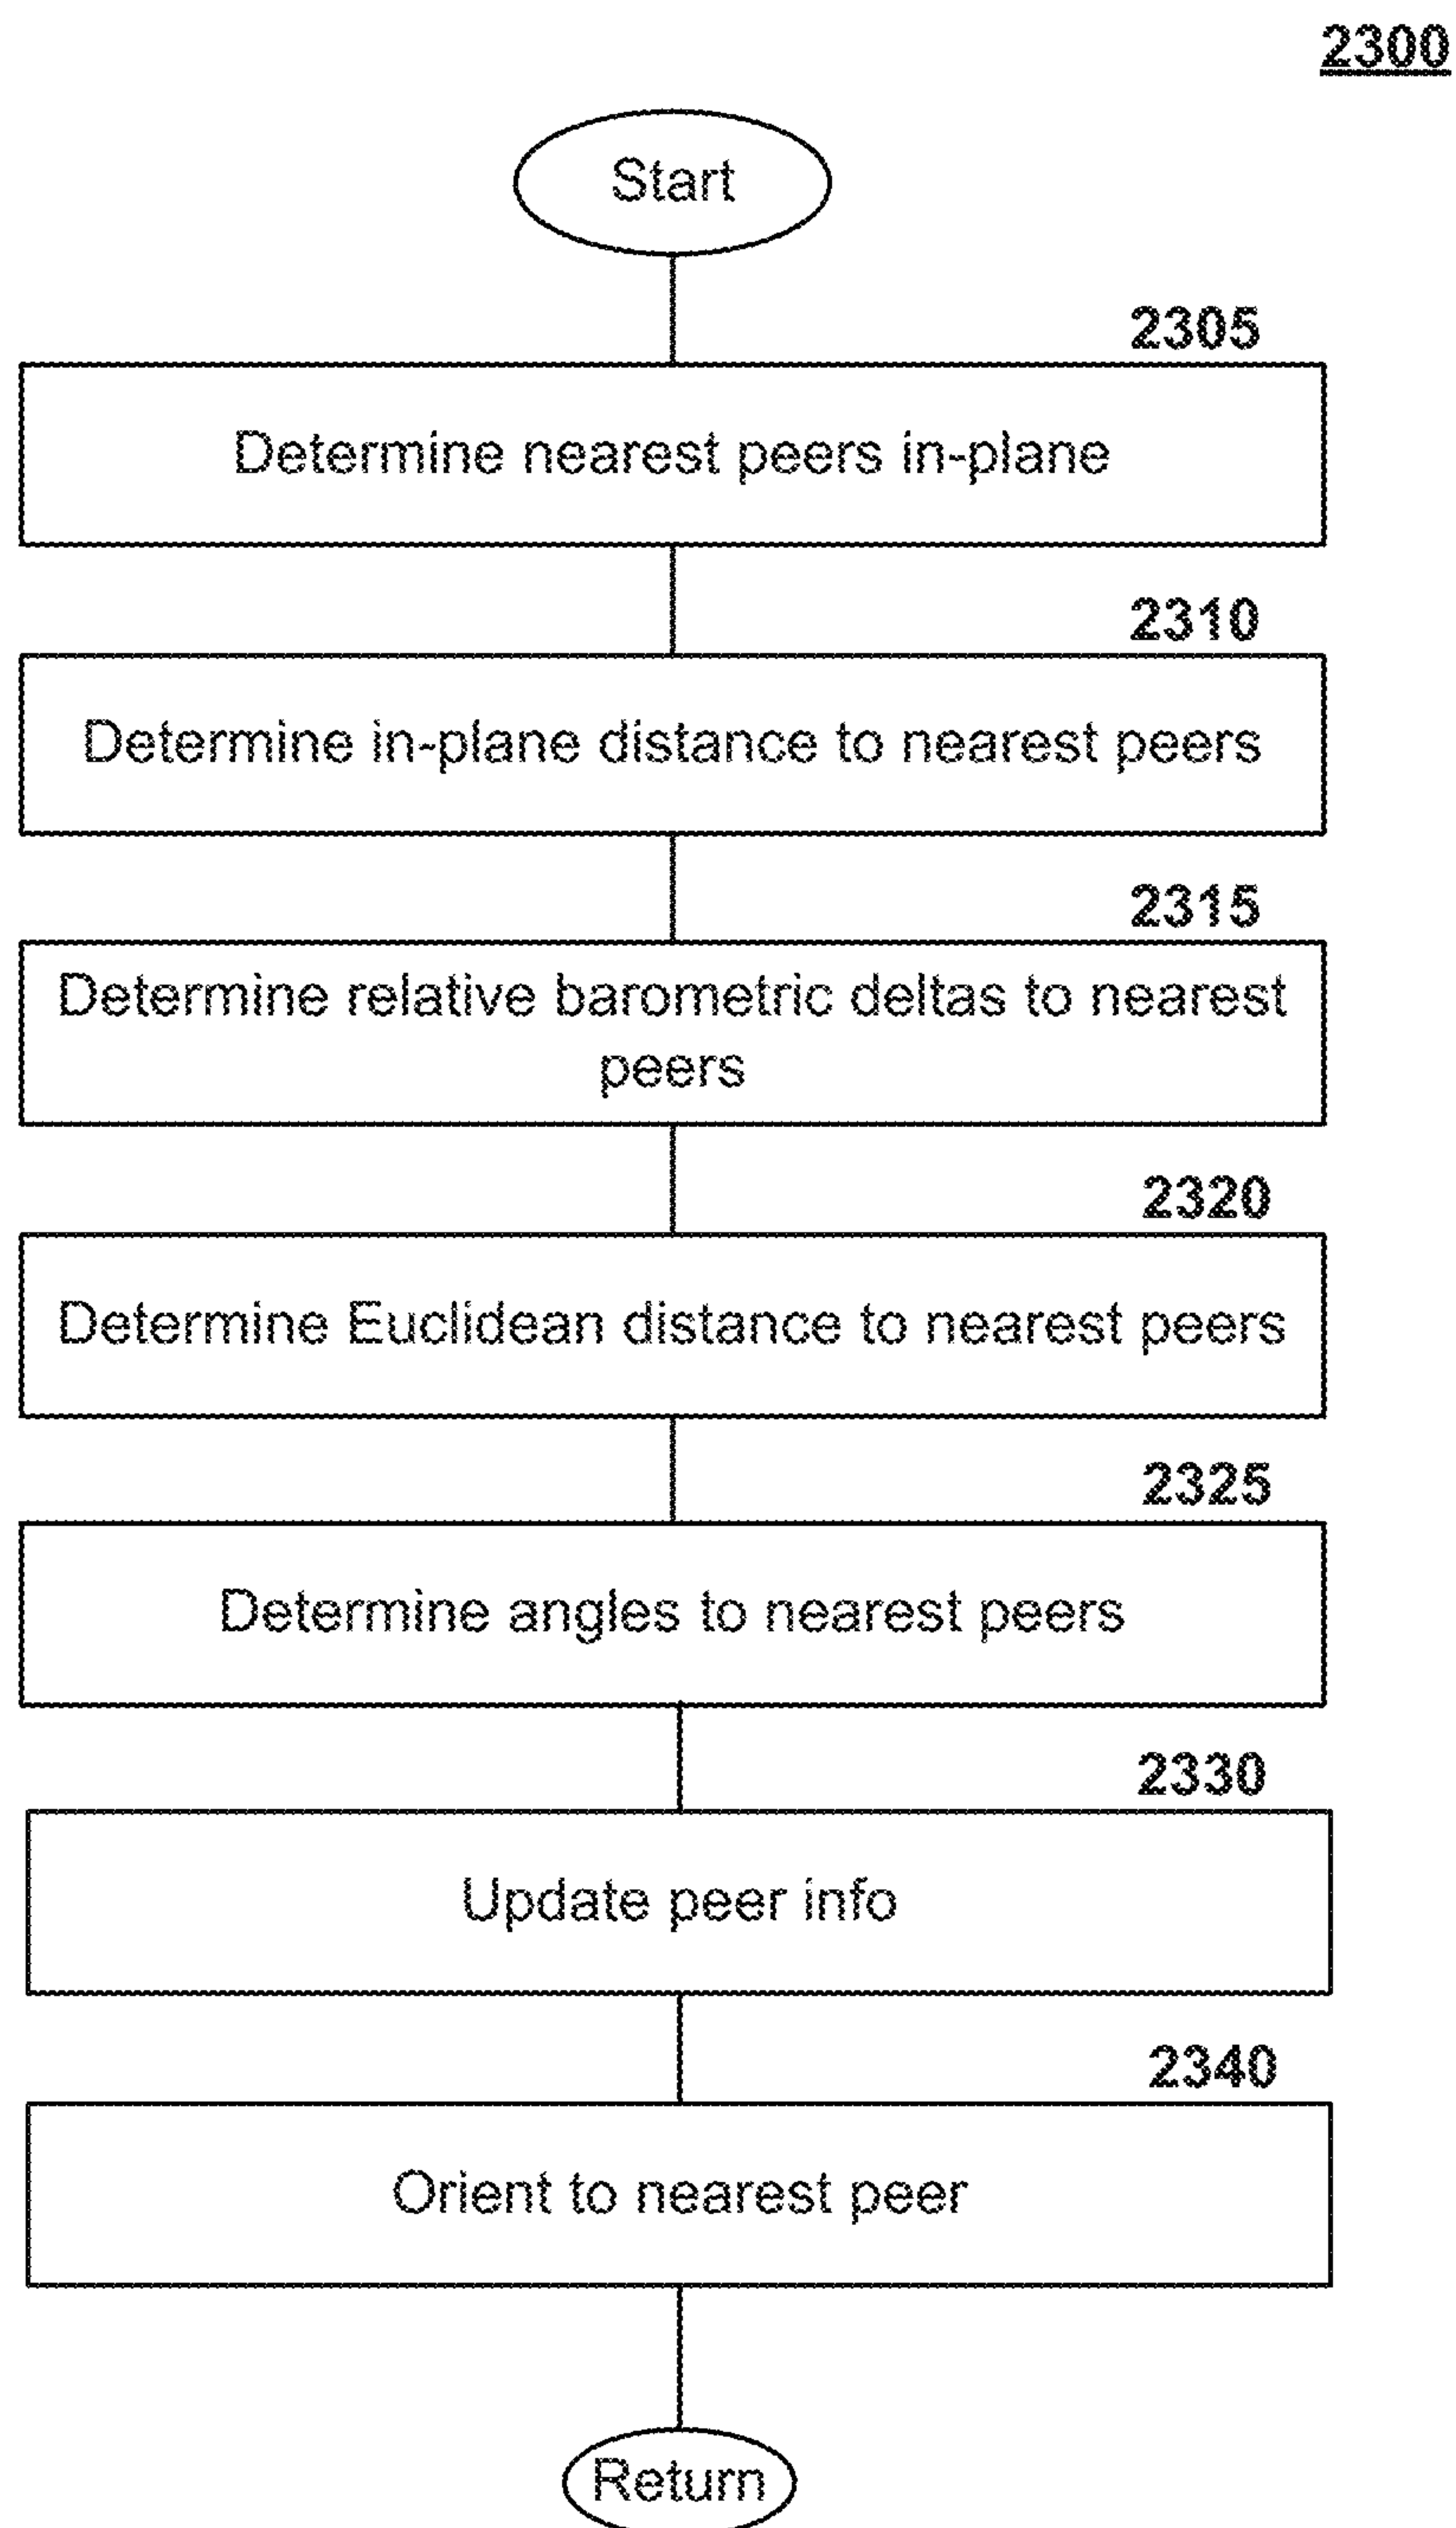 2300
Start
2305
Determine nearest peers in-plane
2310
Determine in-plane distance to nearest peers
2315
Determine relative barometric deltas to nearest
peers
2320
Determine Euclidean distance to nearest peers
2325
Determine angles to nearest peers
2330
Update peer info
2340
Orient to nearest peer
Return